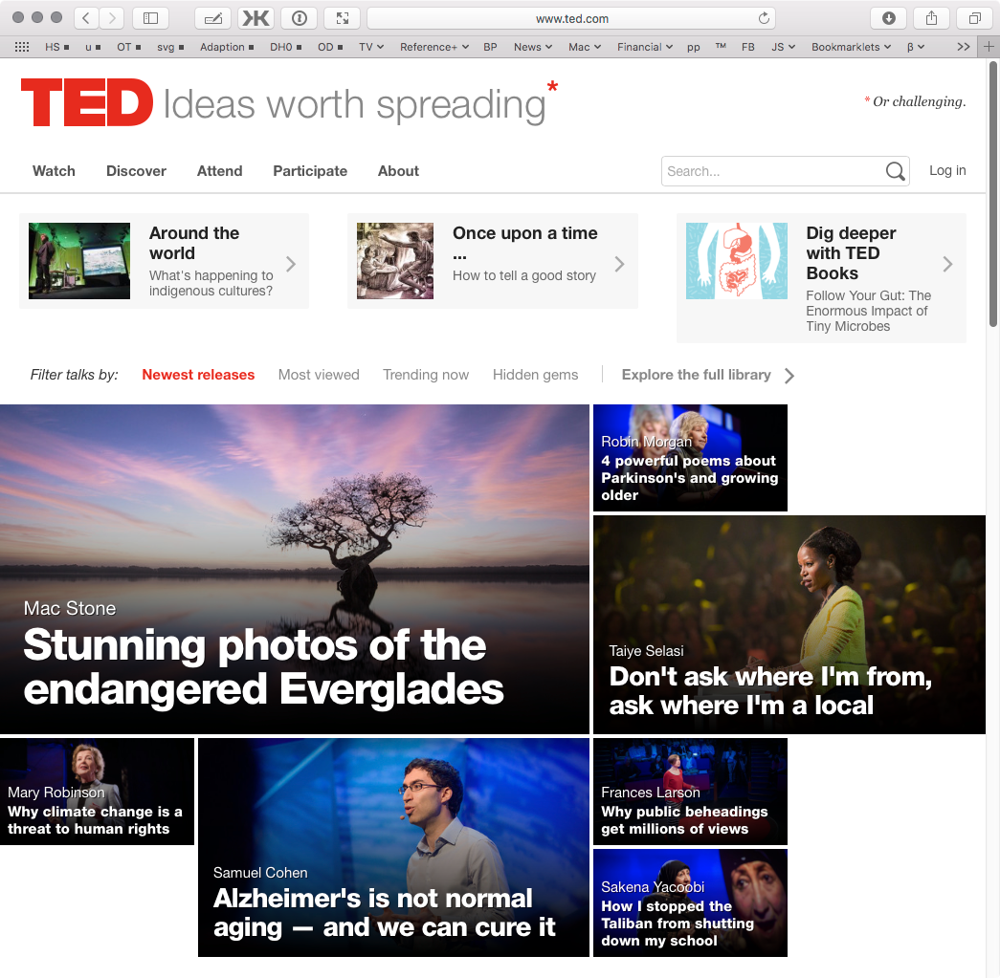 www.ted.com
HS u OT svg Adaption DH0 OD TV Reference+ BP News Mac Financial pp ™ FB JS Bookmarklets β >>
TED Ideas worth spreading*
* Or challenging.
Watch Discover Attend Participate About
Search...
Log in
Around the
world
What's happening to
indigenous cultures?
Once upon a time
...
How to tell a good story
Dig deeper
with TED
Books
Follow Your Gut: The
Enormous Impact of
Tiny Microbes
Filter talks by: Newest releases Most viewed Trending now Hidden gems Explore the full library
Mac Stone
Stunning photos of the
endangered Everglades
Robin Morgan
4 powerful poems about
Parkinson's and growing
older
Taiye Selasi
Don't ask where I'm from,
ask where I'm a local
Mary Robinson
Why climate change is a
threat to human rights
Samuel Cohen
Alzheimer's is not normal
aging — and we can cure it
Frances Larson
Why public beheadings
get millions of views
Sakena Yacoobi
How I stopped the
Taliban from shutting
down my school